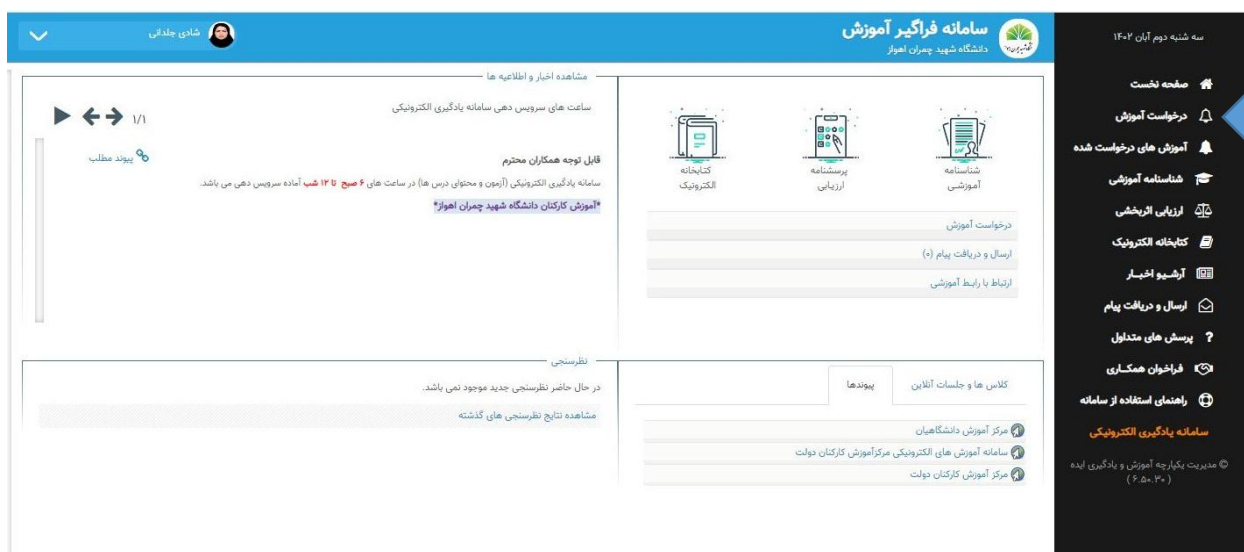 سه شنبه دوم آبان ۱۴۰۲
صفحه نخست
درخواست آموزش
آموزش های درخواست شده
شناسنامه آموزشی
ارزیابی اثربخشی
کتابخانه الکترونیک
آرشـیو اخبـار
ارسال و دریافت پیام
پرسش های متداول
فراخوان همکـاری
راهنمای استفاده از سامانه
سامانه یادگیری الکترونیکی
© مدیریت یکپارچه آموزش و یادگیری ایده
( ۶.۵۰.۳۰ )
سامانه فراگیر آموزش
دانشگاه شهید چمران اهواز
شادی جلدانی
شناسنامه
آموزشـی
پرسشنامه
ارزیـابی
کتابخانه
الکترونیک
درخواست آموزش
ارسال و دریافت پیام (۰)
ارتباط با رابـط آموزشی
مشاهده اخبار و اطلاعیه ها
ساعت های سرویس دهی سامانه یادگیری الکترونیکی
۱/۱
پیوند مطلب
قابل توجه همکاران محترم
سامانه یادگیری الکترونیکی (آزمون و محتوای درس ها) در ساعت های ۶ صبح تا ۱۲ شب آماده سرویس دهی می باشد.
*آموزش کارکنان دانشگاه شهید چمران اهواز*
کلاس ها و جلسات آنلاین
پیوندها
مرکز آموزش دانشگاهیان
سامانه آموزش های الکترونیکی مرکزآموزش کارکنان دولت
مرکز آموزش کارکنان دولت
نظرسنجی
در حال حاضر نظرسنجی جدید موجود نمی باشد.
مشاهده نتایج نظرسنجی های گذشته